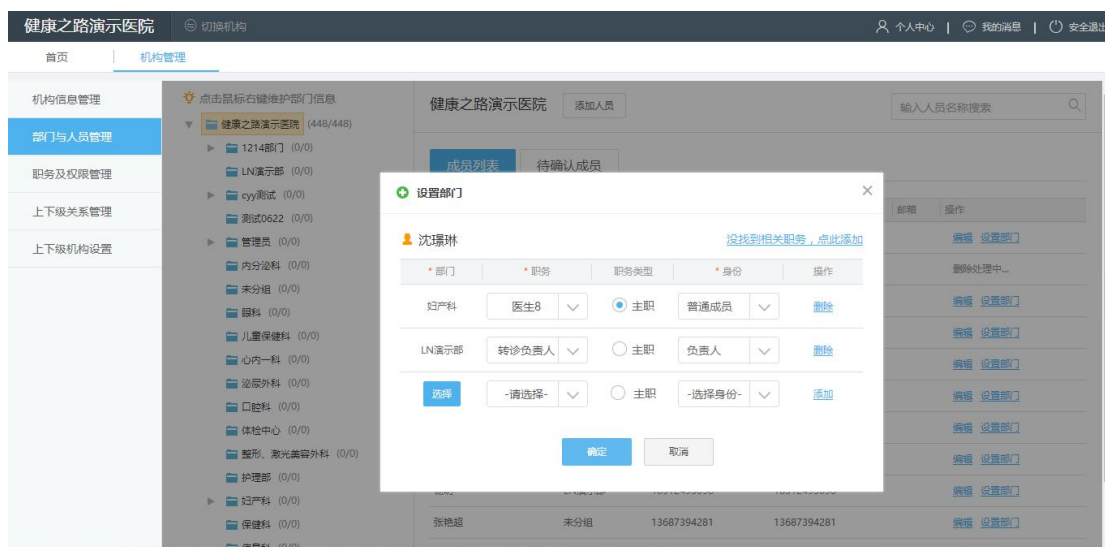 健康之路演示医院 切换机构 个人中心 | 我的消息 | 安全退出
首页 机构管理
机构信息管理
部门与人员管理
职务及权限管理
上下级关系管理
上下级机构设置
点击鼠标右键维护部门信息
健康之路演示医院 (448/448)
1214部门 (0/0)
LN演示部 (0/0)
cyy测试 (0/0)
测试0622 (0/0)
管理员 (0/0)
内分泌科 (0/0)
未分组 (0/0)
眼科 (0/0)
儿童保健科 (0/0)
心内一科 (0/0)
泌尿外科 (0/0)
口腔科 (0/0)
体检中心 (0/0)
整形、激光美容外科 (0/0)
护理部 (0/0)
妇产科 (0/0)
保健科 (0/0)
健康之路演示医院 添加人员 输入人员名称搜索
成员列表 待确认成员
邮箱 操作
编辑 设置部门
删除处理中...
编辑 设置部门
编辑 设置部门
编辑 设置部门
编辑 设置部门
编辑 设置部门
编辑 设置部门
编辑 设置部门
张艳超 未分组 13687394281 13687394281 编辑 设置部门
设置部门
沈璟琳 没找到相关职务，点此添加
*部门 *职务 职务类型 *身份 操作
妇产科 医生8 主职 普通成员 删除
LN演示部 转诊负责人 主职 负责人 删除
选择 -请选择- 主职 -选择身份- 添加
确定 取消